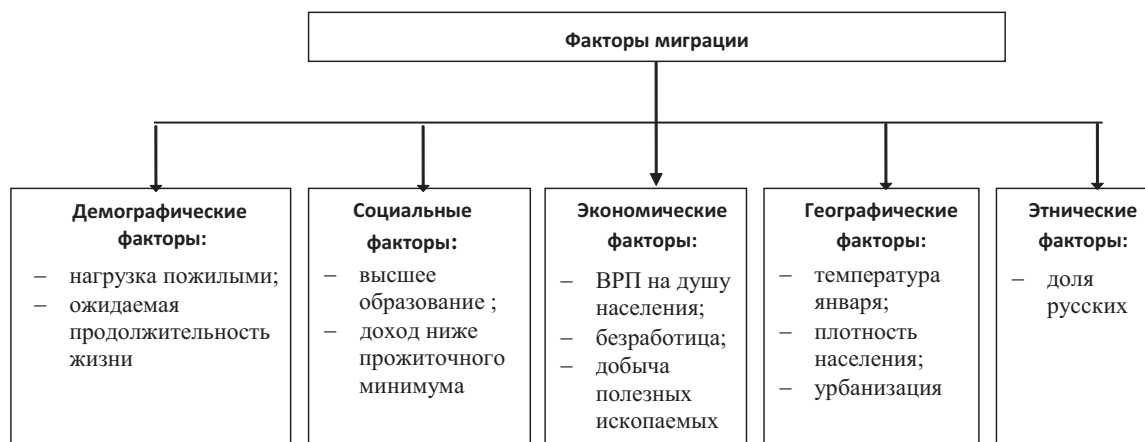 Факторы миграции
Демографические
факторы:
– нагрузка пожилыми;
– ожидаемая
продолжительность
жизни
Социальные
факторы:
– высшее
образование ;
– доход ниже
прожиточного
минимума
Экономические
факторы:
– ВРП на душу
населения;
– безработица;
– добыча
полезных
ископаемых
Географические
факторы:
– температура
января;
– плотность
населения;
– урбанизация
Этнические
факторы:
– доля
русских